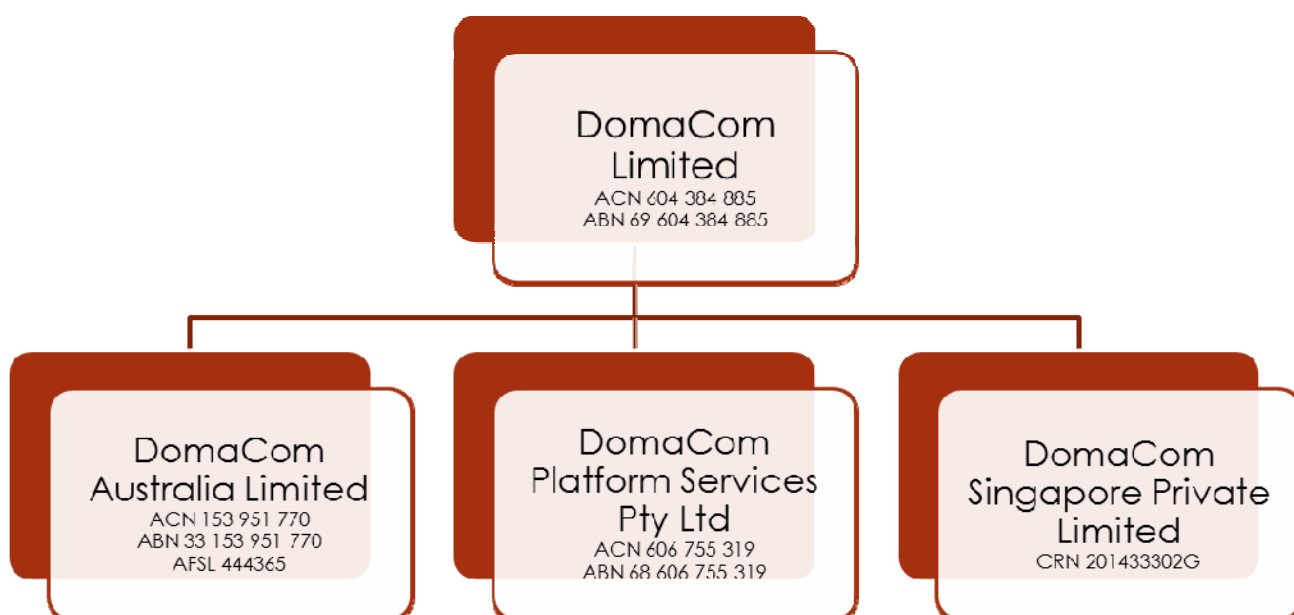 DomaCom
Limited
ACN 604 384 885
ABN 69 604 384 885
DomaCom
Australia Limited
ACN 153 951 770
ABN 33 153 951 770
AFSL 444365
DomaCom
Platform Services
Pty Ltd
ACN 606 755 319
ABN 68 606 755 319
DomaCom
Singapore Private
Limited
CRN 201433302G